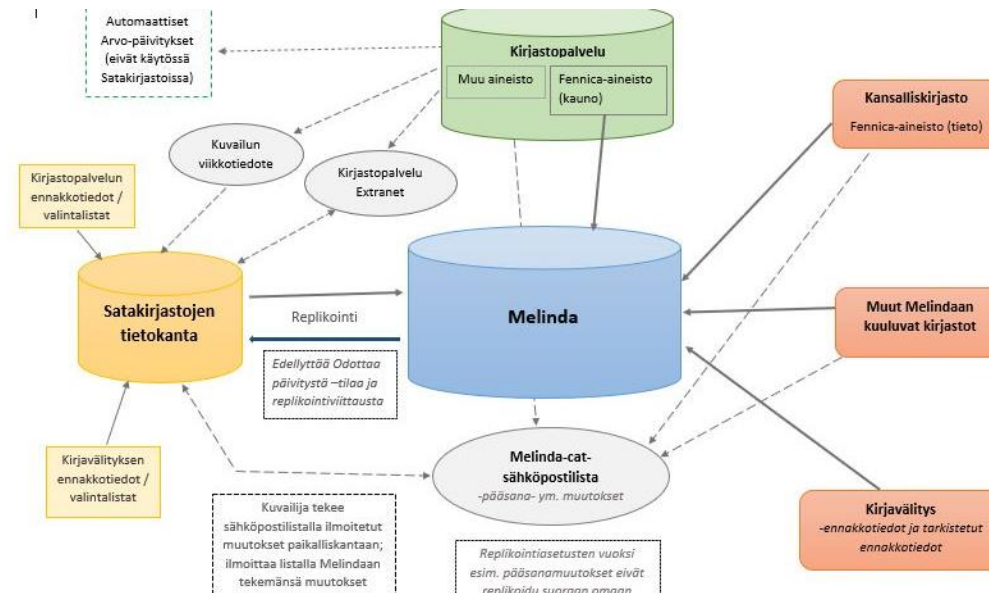 Automaattiset
Arvo-päivitykset
(eivät käytössä
Satakirjastoissa)
Kirjastopalvelu
Muu aineisto
Fennica-aineisto
(kauno)
Kansalliskirjasto
Fennica-aineisto (tieto)
Kuvailun
viikkotiedote
Kirjastopalvelu
Extranet
Kirjastopalvelun
ennakkotiedot /
valintalistat
Satakirjastojen
tietokanta
Replikointi
Melinda
Muut Melindaan
kuuluvat kirjastot
Edellyttää Odottaa
päivitystä –tilaa ja
replikointiviittausta
Kirjavälityksen
ennakkotiedot /
valintalistat
Melinda-cat-
sähköpostilista
-pääsana- ym. muutokset
Kirjavälitys
-ennakkotiedot ja tarkistetut
ennakkotiedot
Kuvailija tekee
sähköpostilistalla ilmoitetut
muutokset paikalliskantaan;
ilmoittaa listalla Melindaan
tekemänsä muutokset
Replikointiasetusten vuoksi
esim. pääsanamuutokset eivät
replikoidu suoraan omaan